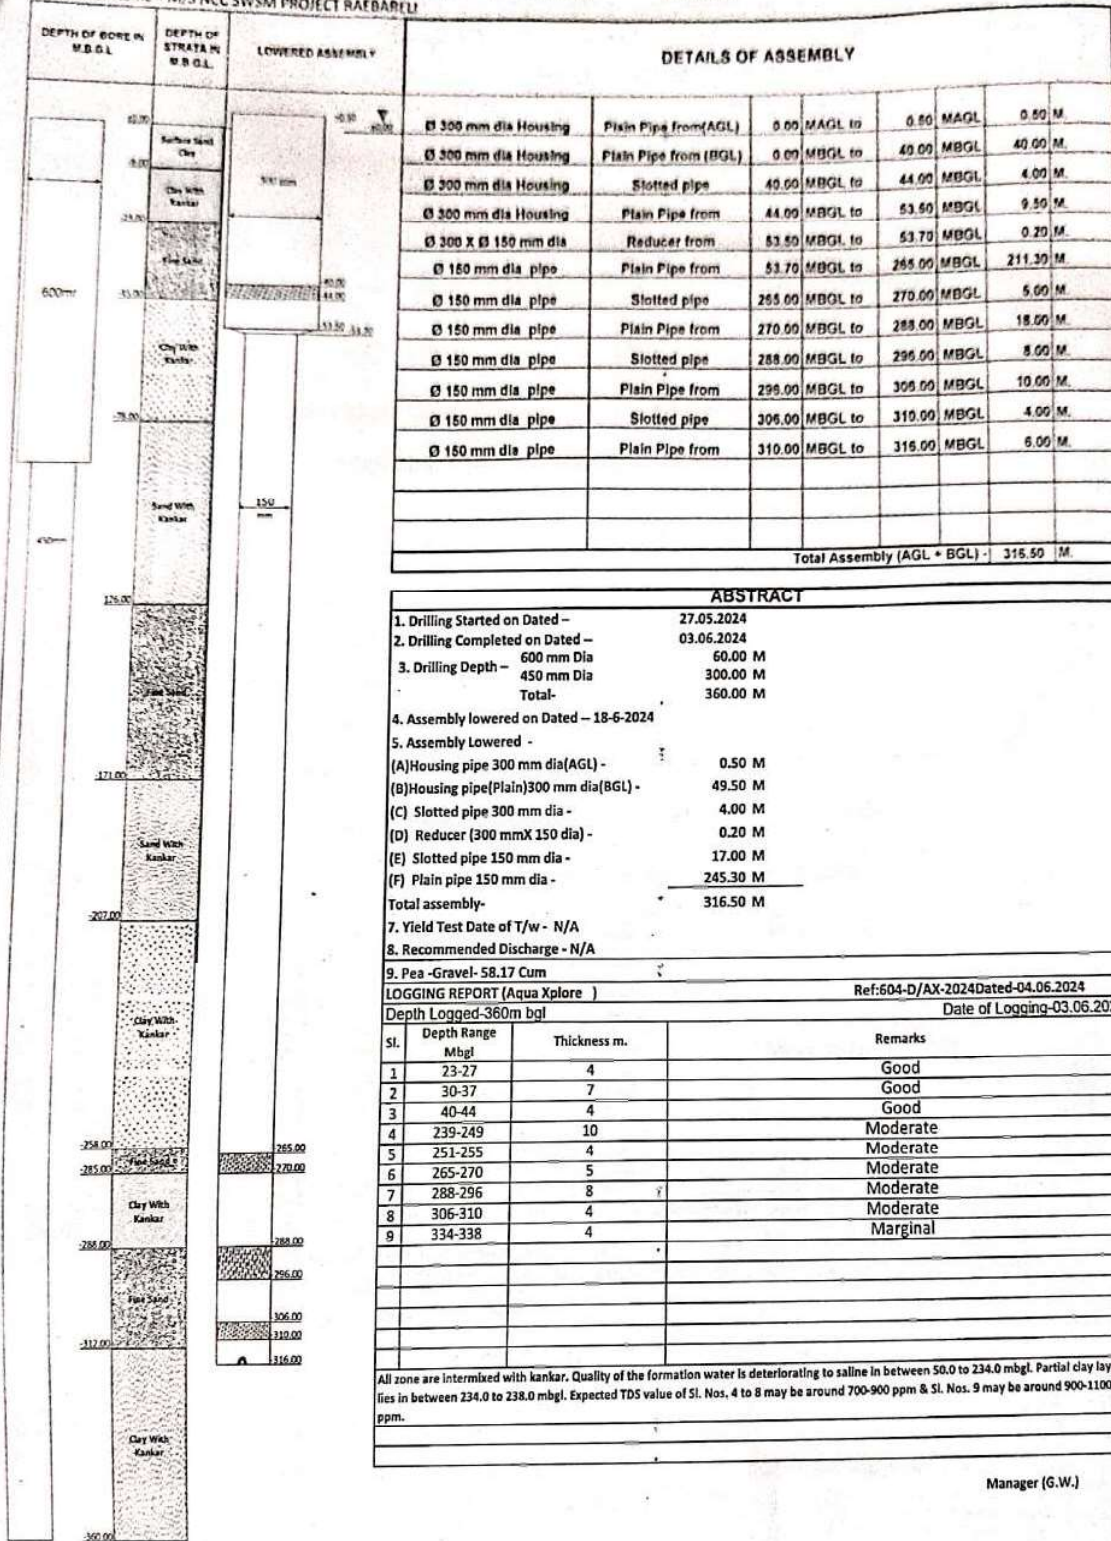 M/S NCC SWSM PROJECT RAEBARELI
DEPTH OF BORE IN M.B.G.L
DEPTH OF STRATA IN M.B.G.L.
LOWERED ASSEMBLY
DETAILS OF ASSEMBLY
Ø 300 mm dia Housing Plain Pipe from(AGL) 0.00 MAGL to 0.50 MAGL 0.50 M.
Ø 300 mm dia Housing Plain Pipe from (BGL) 0.00 MBGL to 40.00 MBGL 40.00 M.
Ø 300 mm dia Housing Slotted pipe 40.00 MBGL to 44.00 MBGL 4.00 M.
Ø 300 mm dia Housing Plain Pipe from 44.00 MBGL to 53.50 MBGL 9.50 M.
Ø 300 X Ø 150 mm dia Reducer from 53.50 MBGL to 53.70 MBGL 0.20 M.
Ø 150 mm dia pipe Plain Pipe from 53.70 MBGL to 265.00 MBGL 211.30 M.
Ø 150 mm dia pipe Slotted pipe 265.00 MBGL to 270.00 MBGL 5.00 M.
Ø 150 mm dia pipe Plain Pipe from 270.00 MBGL to 288.00 MBGL 18.00 M.
Ø 150 mm dia pipe Slotted pipe 288.00 MBGL to 296.00 MBGL 8.00 M.
Ø 150 mm dia pipe Plain Pipe from 296.00 MBGL to 306.00 MBGL 10.00 M.
Ø 150 mm dia pipe Slotted pipe 306.00 MBGL to 310.00 MBGL 4.00 M.
Ø 150 mm dia pipe Plain Pipe from 310.00 MBGL to 316.00 MBGL 6.00 M.
Total Assembly (AGL + BGL) - 316.50 M.
±0.00
Surface Sand Clay
Clay With Kankar
Fine Sand
Clay With Kankar
Sand With Kankar
126.00
Fine Sand
-171.00
Sand With Kankar
-207.00
Clay With Kankar
-258.00
Fine Sand
-285.00
Clay With Kankar
-288.00
Fine Sand
-312.00
Clay With Kankar
-360.00
600mm
450mm
+0.50
±0.00
40.00
44.00
53.50
150 mm
265.00
270.00
288.00
296.00
306.00
310.00
316.00
ABSTRACT
1. Drilling Started on Dated – 27.05.2024
2. Drilling Completed on Dated – 03.06.2024
3. Drilling Depth – 600 mm Dia 60.00 M
450 mm Dia 300.00 M
Total- 360.00 M
4. Assembly lowered on Dated – 18-6-2024
5. Assembly Lowered -
(A)Housing pipe 300 mm dia(AGL) - 0.50 M
(B)Housing pipe(Plain)300 mm dia(BGL) - 49.50 M
(C) Slotted pipe 300 mm dia - 4.00 M
(D) Reducer (300 mmX 150 dia) - 0.20 M
(E) Slotted pipe 150 mm dia - 17.00 M
(F) Plain pipe 150 mm dia - 245.30 M
Total assembly- 316.50 M
7. Yield Test Date of T/w - N/A
8. Recommended Discharge - N/A
9. Pea -Gravel- 58.17 Cum
LOGGING REPORT (Aqua Xplore ) Ref:604-D/AX-2024Dated-04.06.2024
Depth Logged-360m bgl Date of Logging-03.06.20
Sl. Depth Range Mbgl Thickness m. Remarks
1 23-27 4 Good
2 30-37 7 Good
3 40-44 4 Good
4 239-249 10 Moderate
5 251-255 4 Moderate
6 265-270 5 Moderate
7 288-296 8 Moderate
8 306-310 4 Moderate
9 334-338 4 Marginal
All zone are intermixed with kankar. Quality of the formation water is deteriorating to saline in between 50.0 to 234.0 mbgl. Partial clay lay
lies in between 234.0 to 238.0 mbgl. Expected TDS value of Sl. Nos. 4 to 8 may be around 700-900 ppm & Sl. Nos. 9 may be around 900-1100
ppm.
Manager (G.W.)